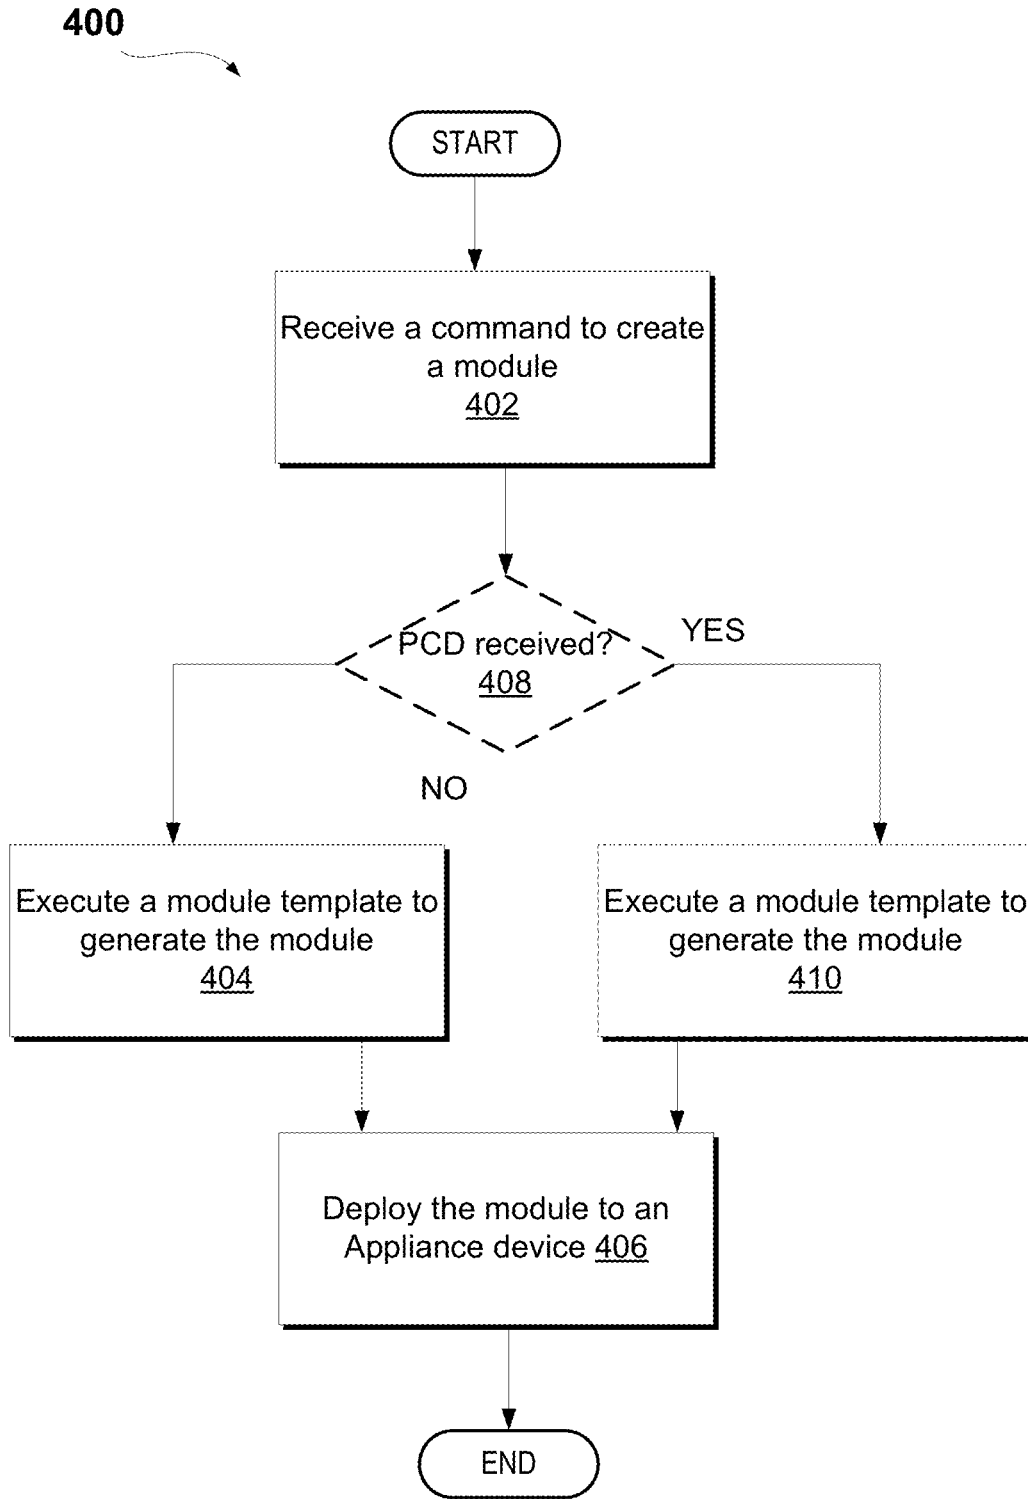 400
START
Receive a command to create
a module
402
PCD received?
408
YES
NO
Execute a module template to
generate the module
404
Execute a module template to
generate the module
410
Deploy the module to an
Appliance device 406
END